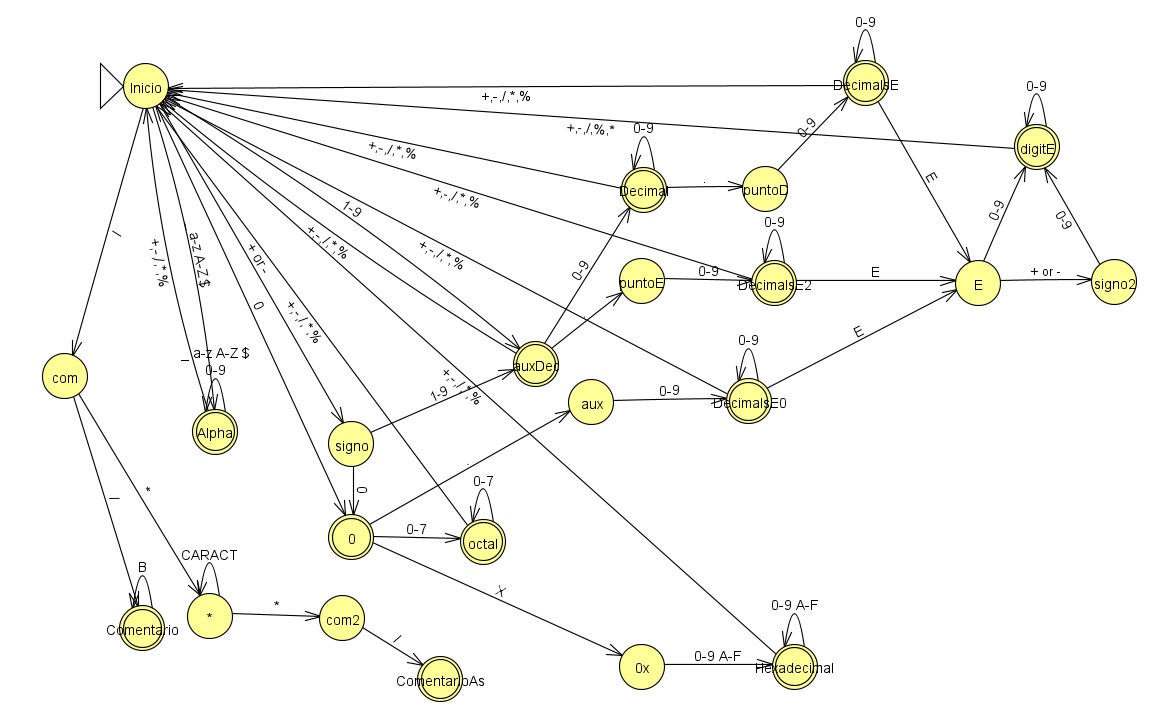 0-9
DecimalsE
Inicio
+,-,/,*,%
0-9
+,-,/,%,*
0-9
0-9
digitE
+,-,/,*,%
Decimal
.
puntoD
E
+,-,/,*,%
1-9
0-9
0-9
0-9
/
+,-,/,*,%
a-z A-Z $
+ or -
+,-,/,*,%
+,-,/,*,%
0-9
puntoE
0-9
DecimalsE2
E
E
+ or -
signo2
0
+,-,/,*,%
.
E
0-9
_ a-z A-Z $
0-9
com
auxDec
+,-,/,*,%
1-9
aux
0-9
DecimalsE0
Alpha
signo
.
0
0-7
/
*
0
0-7
octal
CARACT
B
X
Comentario
*
*
com2
0-9 A-F
/
0x
0-9 A-F
Hexadecimal
ComentarioAs